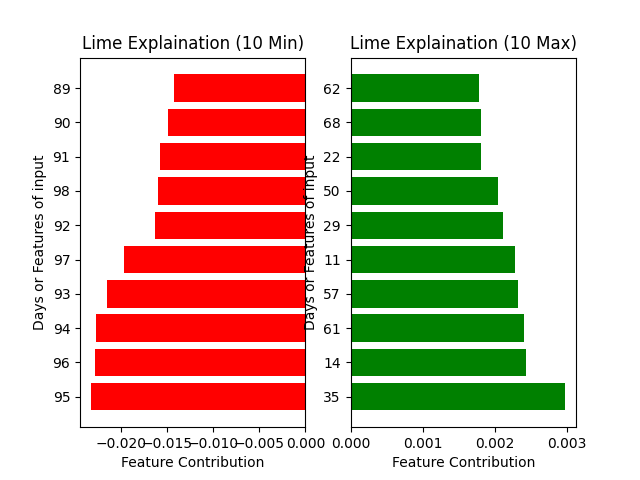 Lime Explaination (10 Min)
Days or Features of input
89
90
91
98
92
97
93
94
96
95
−0.020 −0.015 −0.010 −0.005 0.000
Feature Contribution
Lime Explaination (10 Max)
Days or Features of input
62
68
22
50
29
11
57
61
14
35
0.000 0.001 0.002 0.003
Feature Contribution